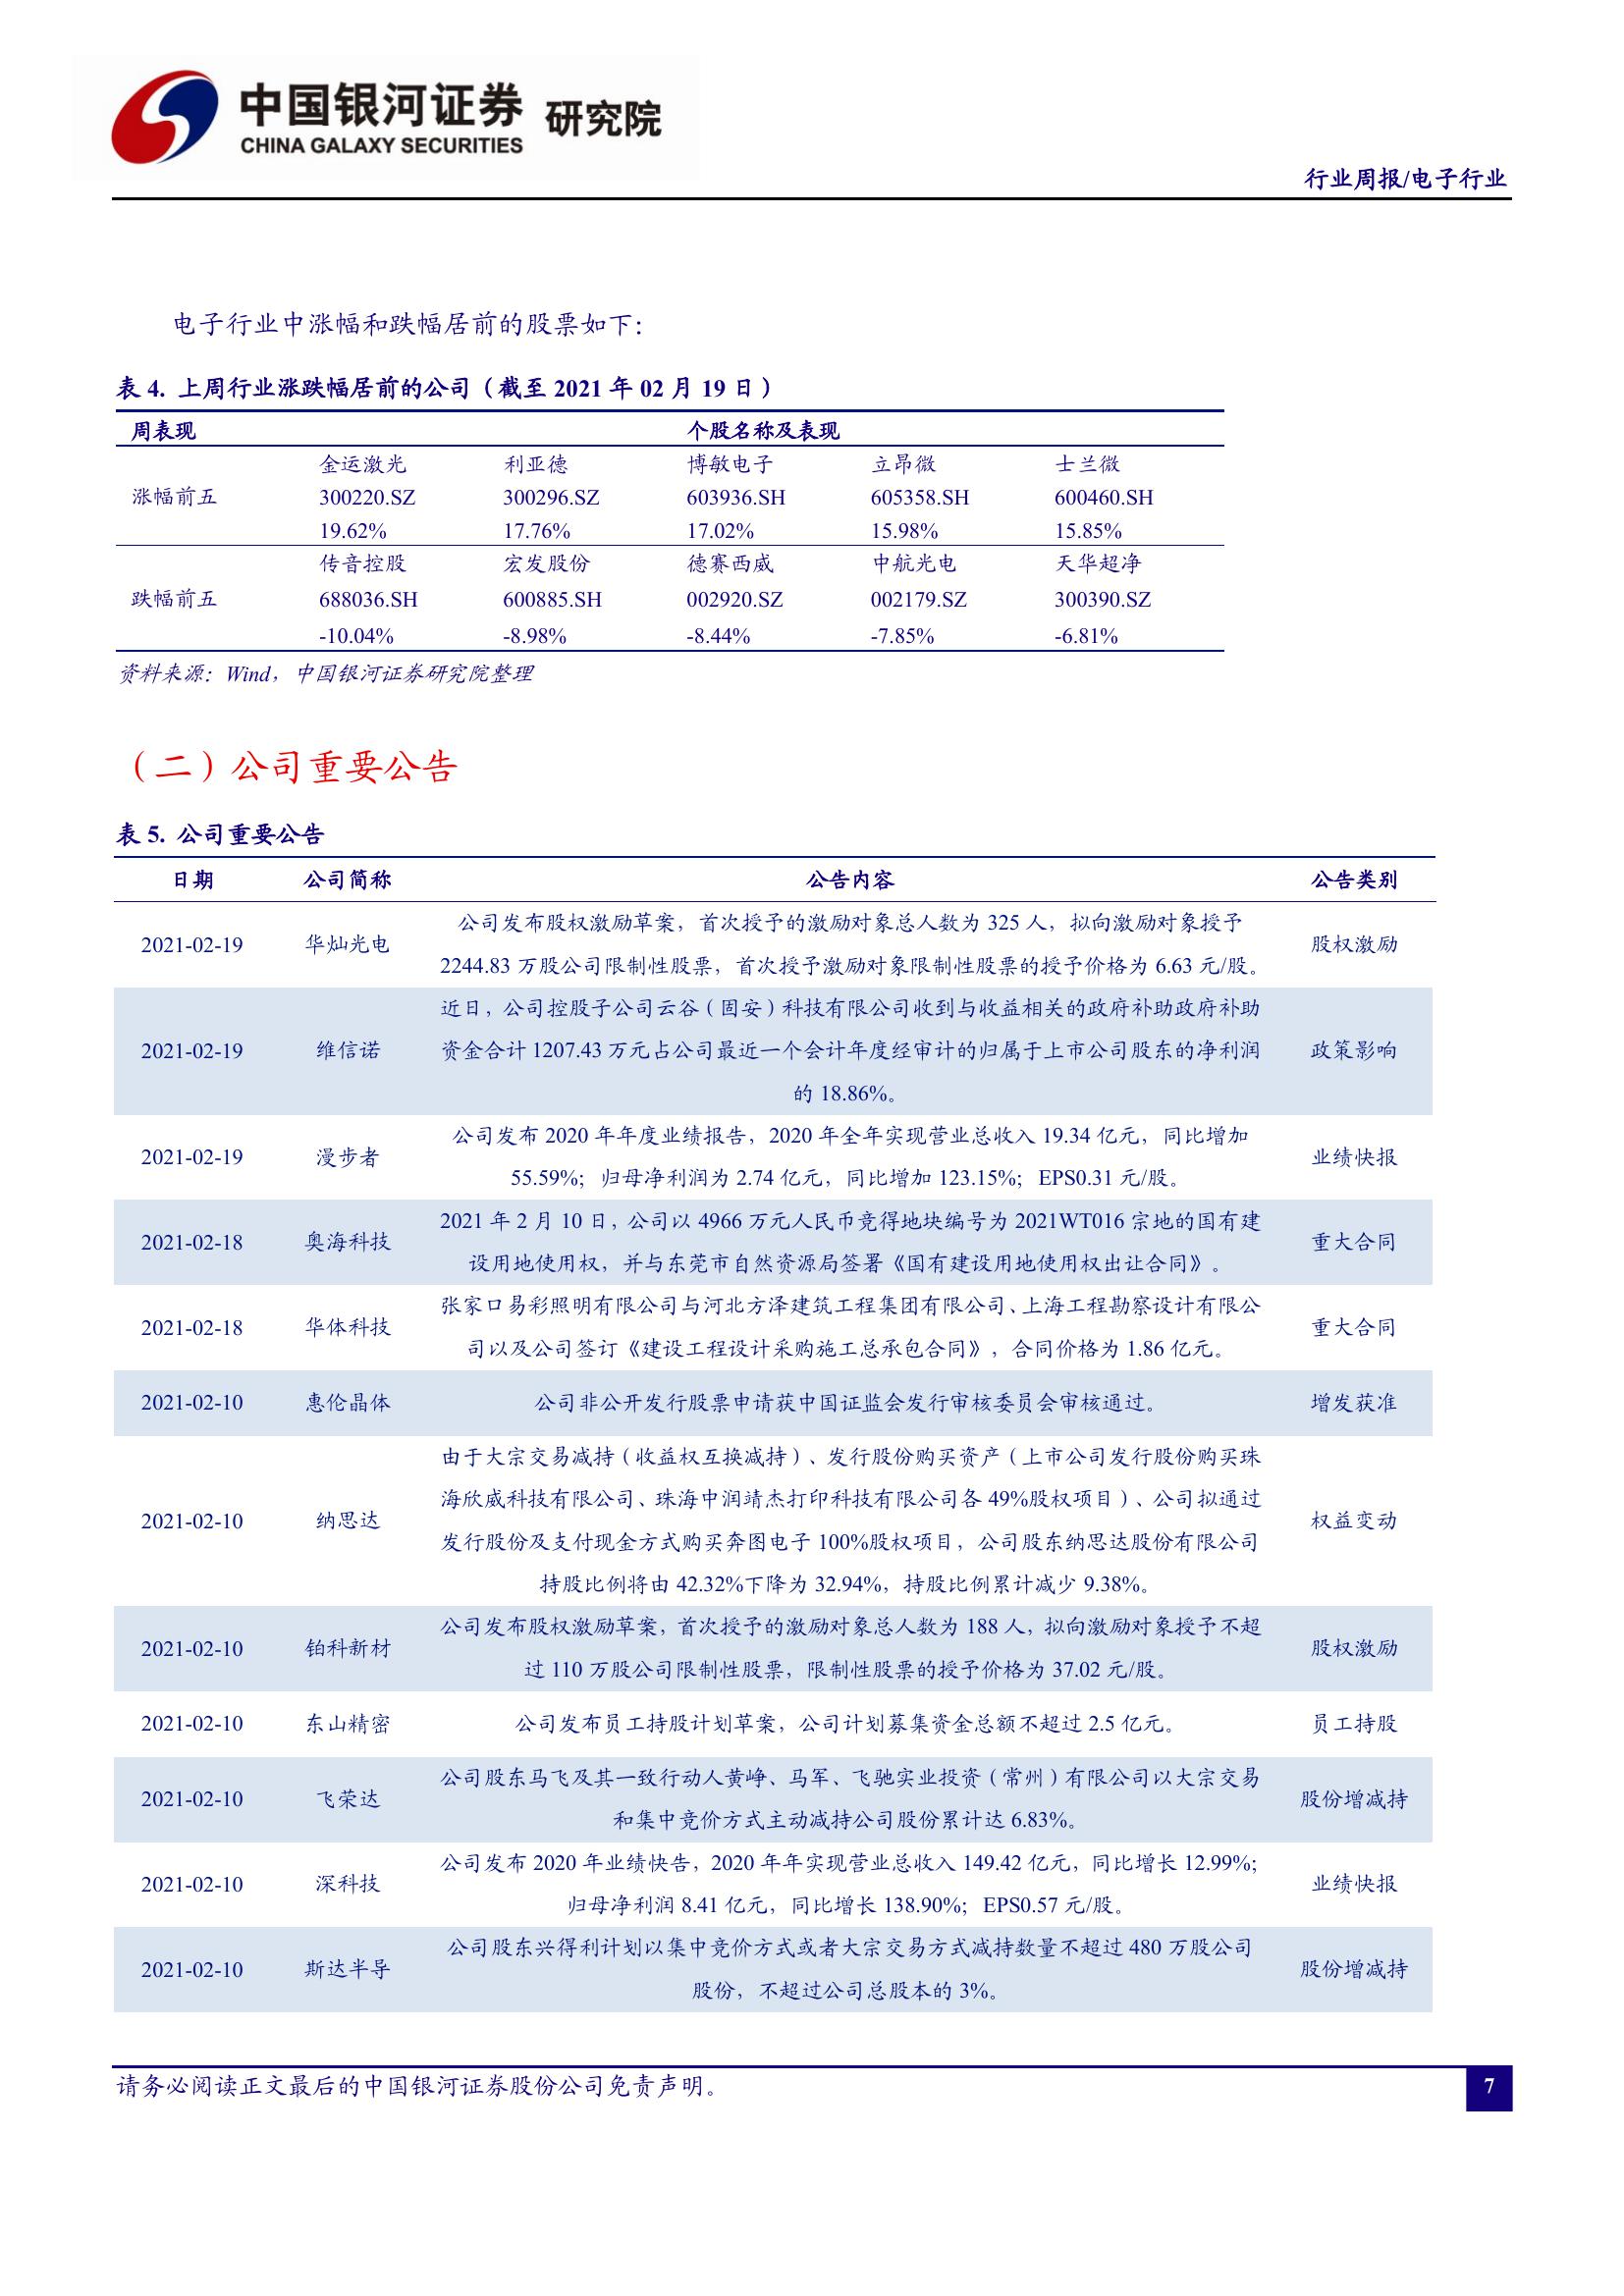 中国银河证券 研究院
CHINA GALAXY SECURITIES
行业周报/电子行业
电子行业中涨幅和跌幅居前的股票如下：
表 4. 上周行业涨跌幅居前的公司（截至 2021 年 02 月 19 日）
周表现 个股名称及表现
金运激光 利亚德 博敏电子 立昂微 士兰微
涨幅前五 300220.SZ 300296.SZ 603936.SH 605358.SH 600460.SH
19.62% 17.76% 17.02% 15.98% 15.85%
传音控股 宏发股份 德赛西威 中航光电 天华超净
跌幅前五 688036.SH 600885.SH 002920.SZ 002179.SZ 300390.SZ
-10.04% -8.98% -8.44% -7.85% -6.81%
资料来源：Wind，中国银河证券研究院整理
（二）公司重要公告
表 5. 公司重要公告
日期 公司简称 公告内容 公告类别
公司发布股权激励草案，首次授予的激励对象总人数为 325 人，拟向激励对象授予
2021-02-19 华灿光电 股权激励
2244.83 万股公司限制性股票，首次授予激励对象限制性股票的授予价格为 6.63 元/股。
近日，公司控股子公司云谷（固安）科技有限公司收到与收益相关的政府补助政府补助
2021-02-19 维信诺 资金合计 1207.43 万元占公司最近一个会计年度经审计的归属于上市公司股东的净利润 政策影响
的 18.86%。
公司发布 2020 年年度业绩报告，2020 年全年实现营业总收入 19.34 亿元，同比增加
2021-02-19 漫步者 业绩快报
55.59%；归母净利润为 2.74 亿元，同比增加 123.15%；EPS0.31 元/股。
2021 年 2 月 10 日，公司以 4966 万元人民币竞得地块编号为 2021WT016 宗地的国有建
2021-02-18 奥海科技 重大合同
设用地使用权，并与东莞市自然资源局签署《国有建设用地使用权出让合同》。
张家口易彩照明有限公司与河北方泽建筑工程集团有限公司、上海工程勘察设计有限公
2021-02-18 华体科技 重大合同
司以及公司签订《建设工程设计采购施工总承包合同》，合同价格为 1.86 亿元。
2021-02-10 惠伦晶体 公司非公开发行股票申请获中国证监会发行审核委员会审核通过。 增发获准
由于大宗交易减持（收益权互换减持）、发行股份购买资产（上市公司发行股份购买珠
海欣威科技有限公司、珠海中润靖杰打印科技有限公司各 49%股权项目）、公司拟通过
2021-02-10 纳思达 权益变动
发行股份及支付现金方式购买奔图电子 100%股权项目，公司股东纳思达股份有限公司
持股比例将由 42.32%下降为 32.94%，持股比例累计减少 9.38%。
公司发布股权激励草案，首次授予的激励对象总人数为 188 人，拟向激励对象授予不超
2021-02-10 铂科新材 股权激励
过 110 万股公司限制性股票，限制性股票的授予价格为 37.02 元/股。
2021-02-10 东山精密 公司发布员工持股计划草案，公司计划募集资金总额不超过 2.5 亿元。 员工持股
公司股东马飞及其一致行动人黄峥、马军、飞驰实业投资（常州）有限公司以大宗交易
2021-02-10 飞荣达 股份增减持
和集中竞价方式主动减持公司股份累计达 6.83%。
公司发布 2020 年业绩快告，2020 年年实现营业总收入 149.42 亿元，同比增长 12.99%；
2021-02-10 深科技 业绩快报
归母净利润 8.41 亿元，同比增长 138.90%；EPS0.57 元/股。
公司股东兴得利计划以集中竞价方式或者大宗交易方式减持数量不超过 480 万股公司
2021-02-10 斯达半导 股份增减持
股份，不超过公司总股本的 3%。
请务必阅读正文最后的中国银河证券股份公司免责声明。
7